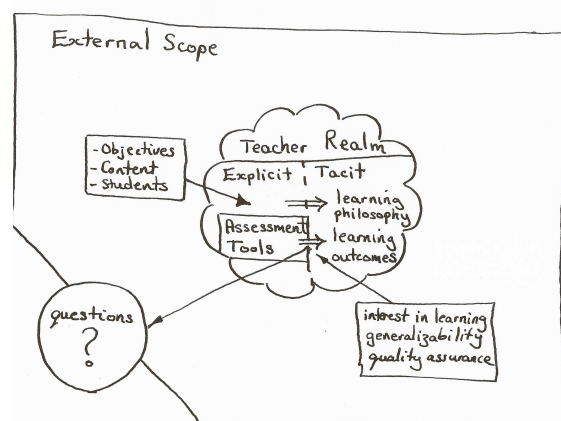 External Scope
Teacher Realm
- Objectives
- Content
- Students
Explicit
Tacit
learning
philosophy
Assessment
Tools
learning
outcomes
questions
?
interest in learning
generalizability
quality assurance